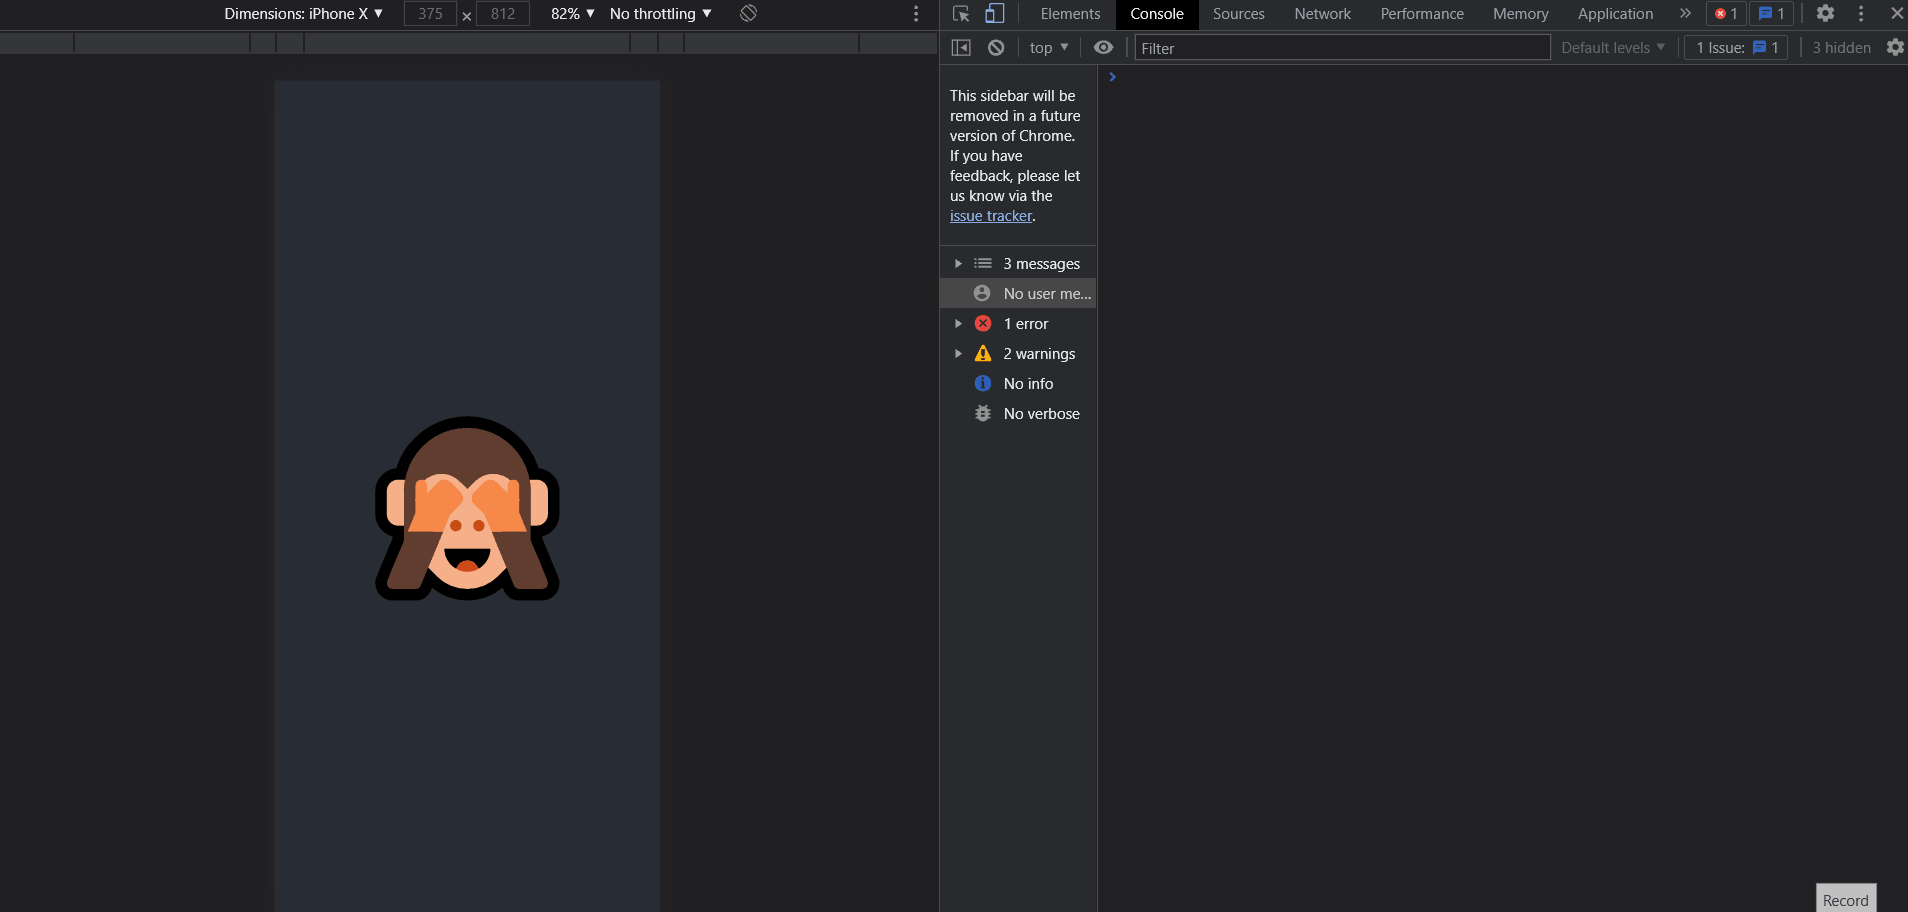 Dimensions: iPhone X ▼ 375 × 812 82% ▼ No throttling ▼
Elements Console Sources Network Performance Memory Application » 1 1
top ▼ Filter Default levels ▼ 1 Issue: 1 3 hidden
This sidebar will be
removed in a future
version of Chrome.
If you have
feedback, please let
us know via the
issue tracker.
3 messages
No user me...
1 error
2 warnings
No info
No verbose
Record